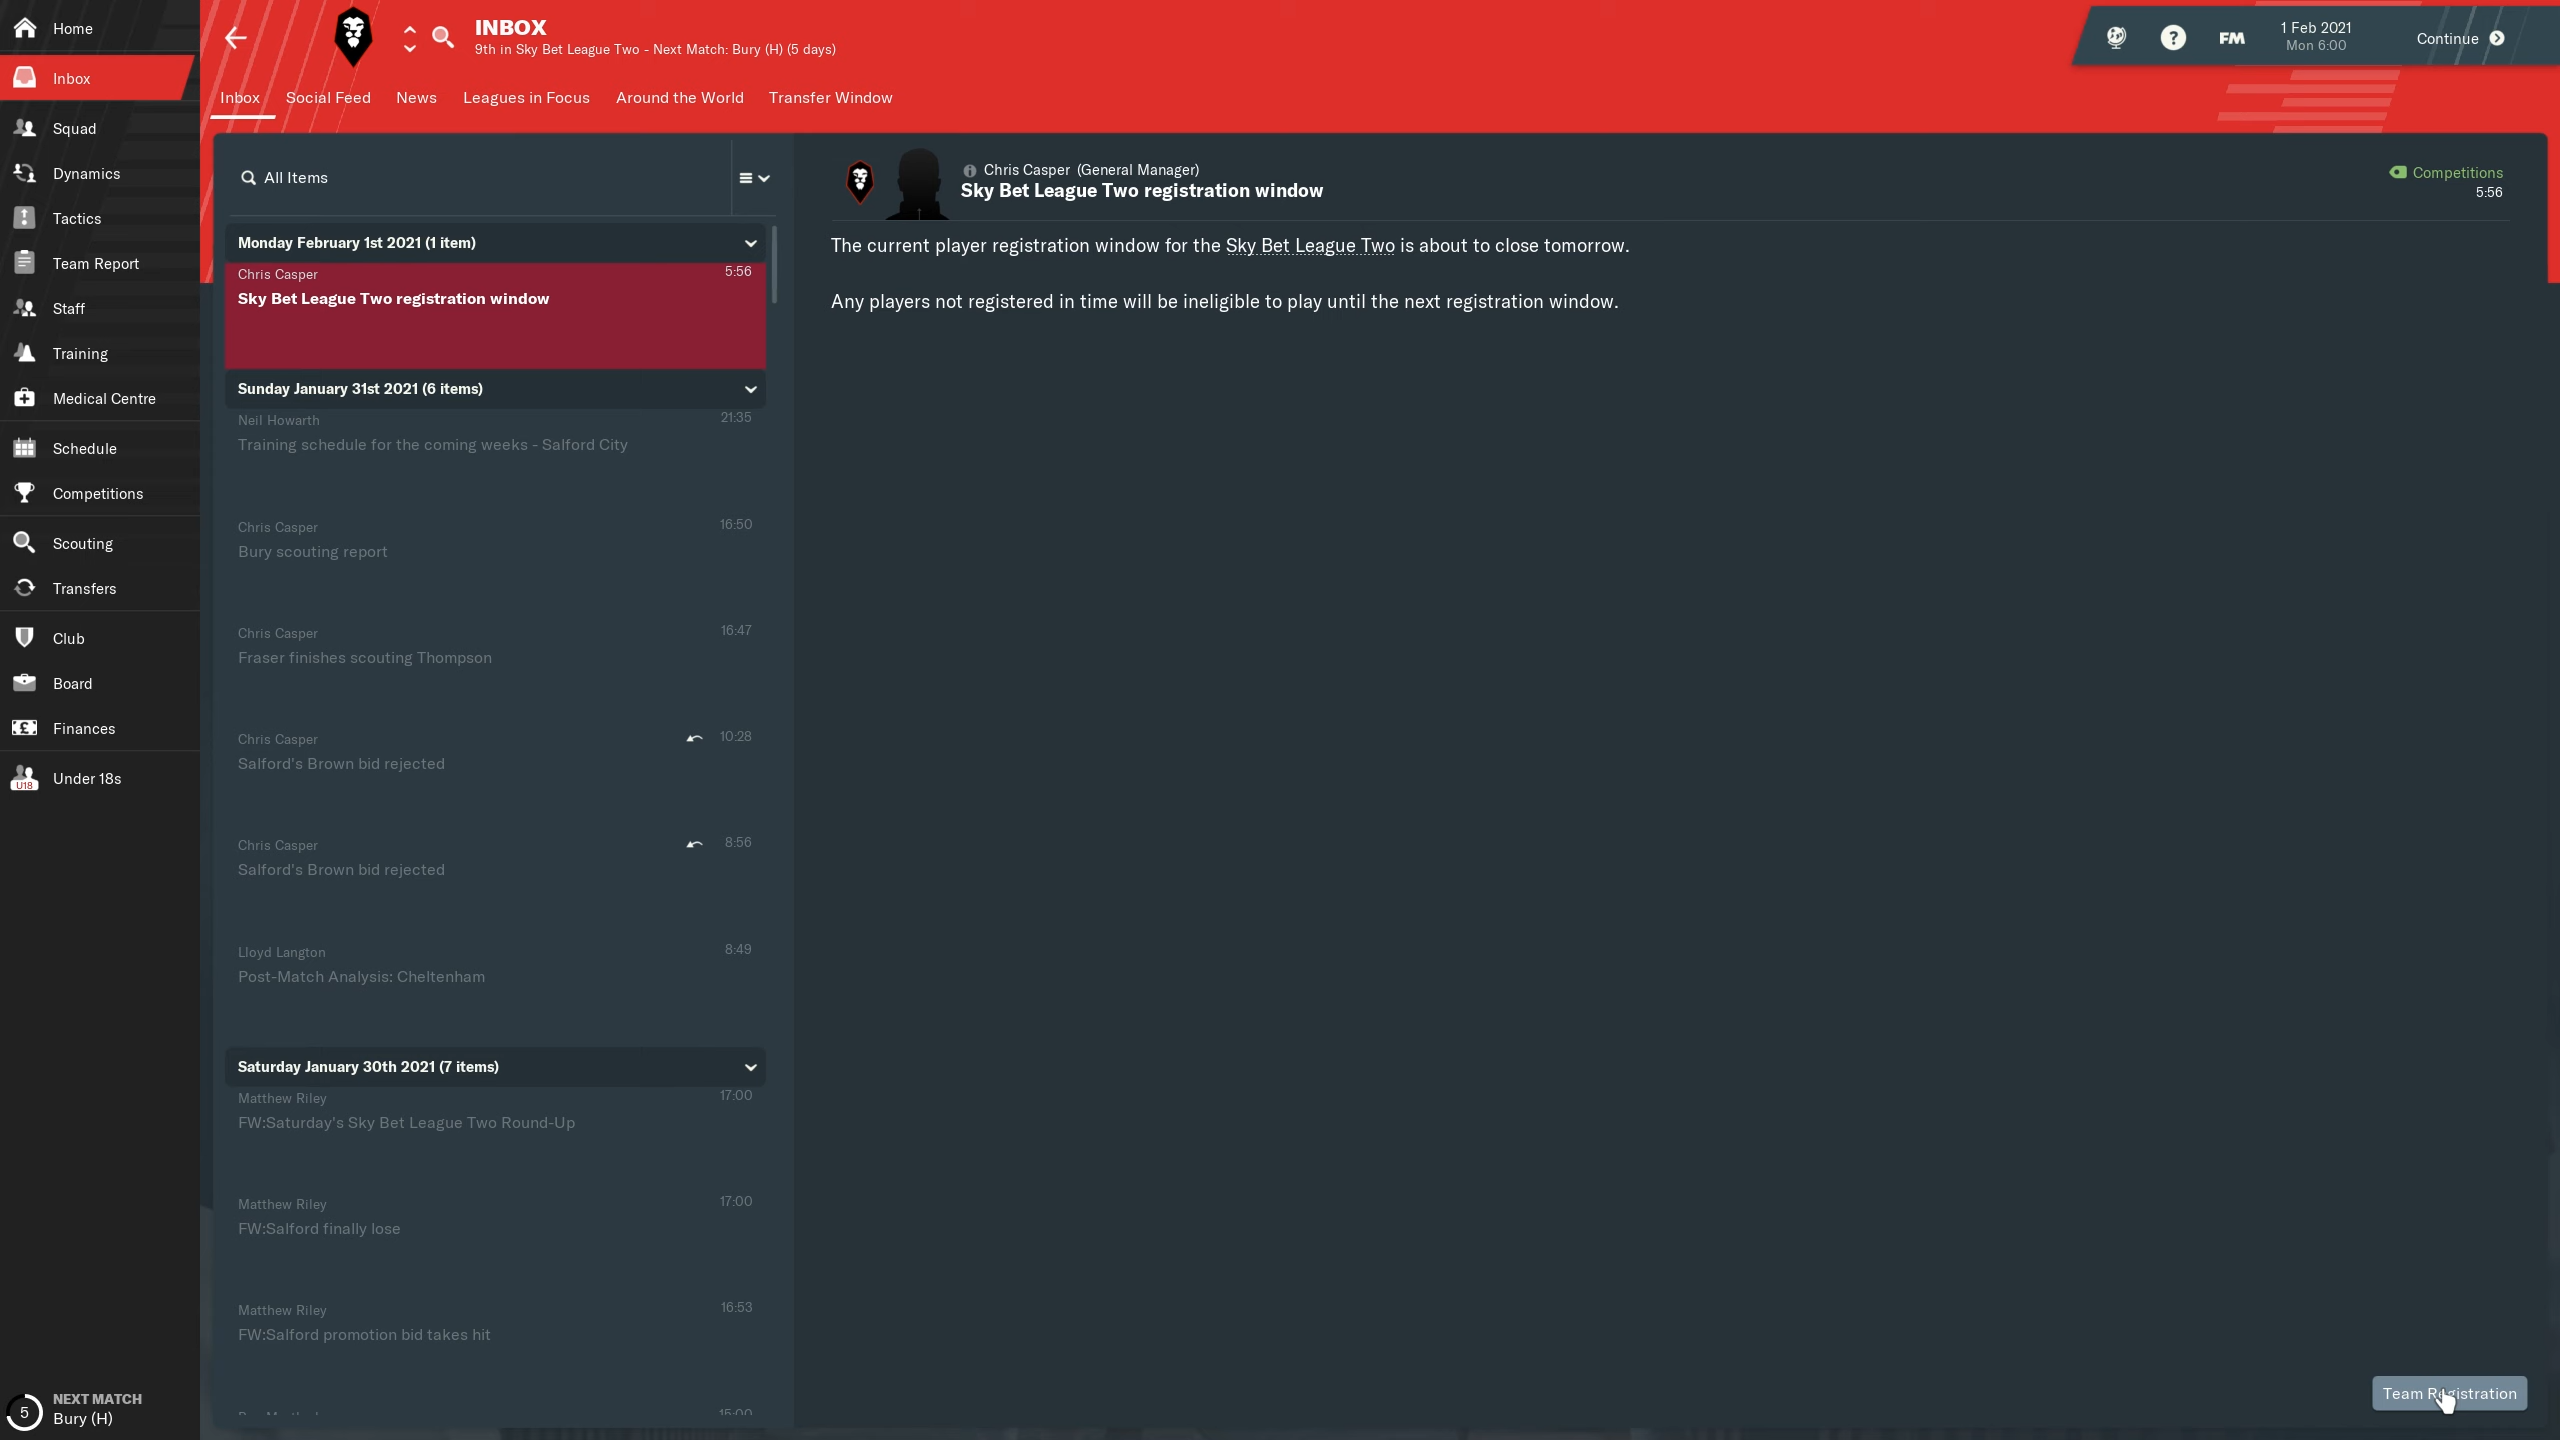 Home
Inbox
Squad
Dynamics
Tactics
Team Report
Staff
Training
Medical Centre
Schedule
Competitions
Scouting
Transfers
Club
Board
Finances
U18
Under 18s
5
NEXT MATCH
Bury (H)
INBOX
9th in Sky Bet League Two - Next Match: Bury (H) (5 days)
?
FM
1 Feb 2021
Mon 6:00
Continue
Inbox
Social Feed
News
Leagues in Focus
Around the World
Transfer Window
All Items
Monday February 1st 2021 (1 item)
Chris Casper
5:56
Sky Bet League Two registration window
Sunday January 31st 2021 (6 items)
Neil Howarth
21:35
Training schedule for the coming weeks - Salford City
Chris Casper
16:50
Bury scouting report
Chris Casper
16:47
Fraser finishes scouting Thompson
Chris Casper
10:28
Salford's Brown bid rejected
Chris Casper
8:56
Salford's Brown bid rejected
Lloyd Langton
8:49
Post-Match Analysis: Cheltenham
Saturday January 30th 2021 (7 items)
Matthew Riley
17:00
FW:Saturday's Sky Bet League Two Round-Up
Matthew Riley
17:00
FW:Salford finally lose
Matthew Riley
16:53
FW:Salford promotion bid takes hit
15:00
Chris Casper (General Manager)
Sky Bet League Two registration window
Competitions
5:56
The current player registration window for the Sky Bet League Two is about to close tomorrow.
Any players not registered in time will be ineligible to play until the next registration window.
Team Registration